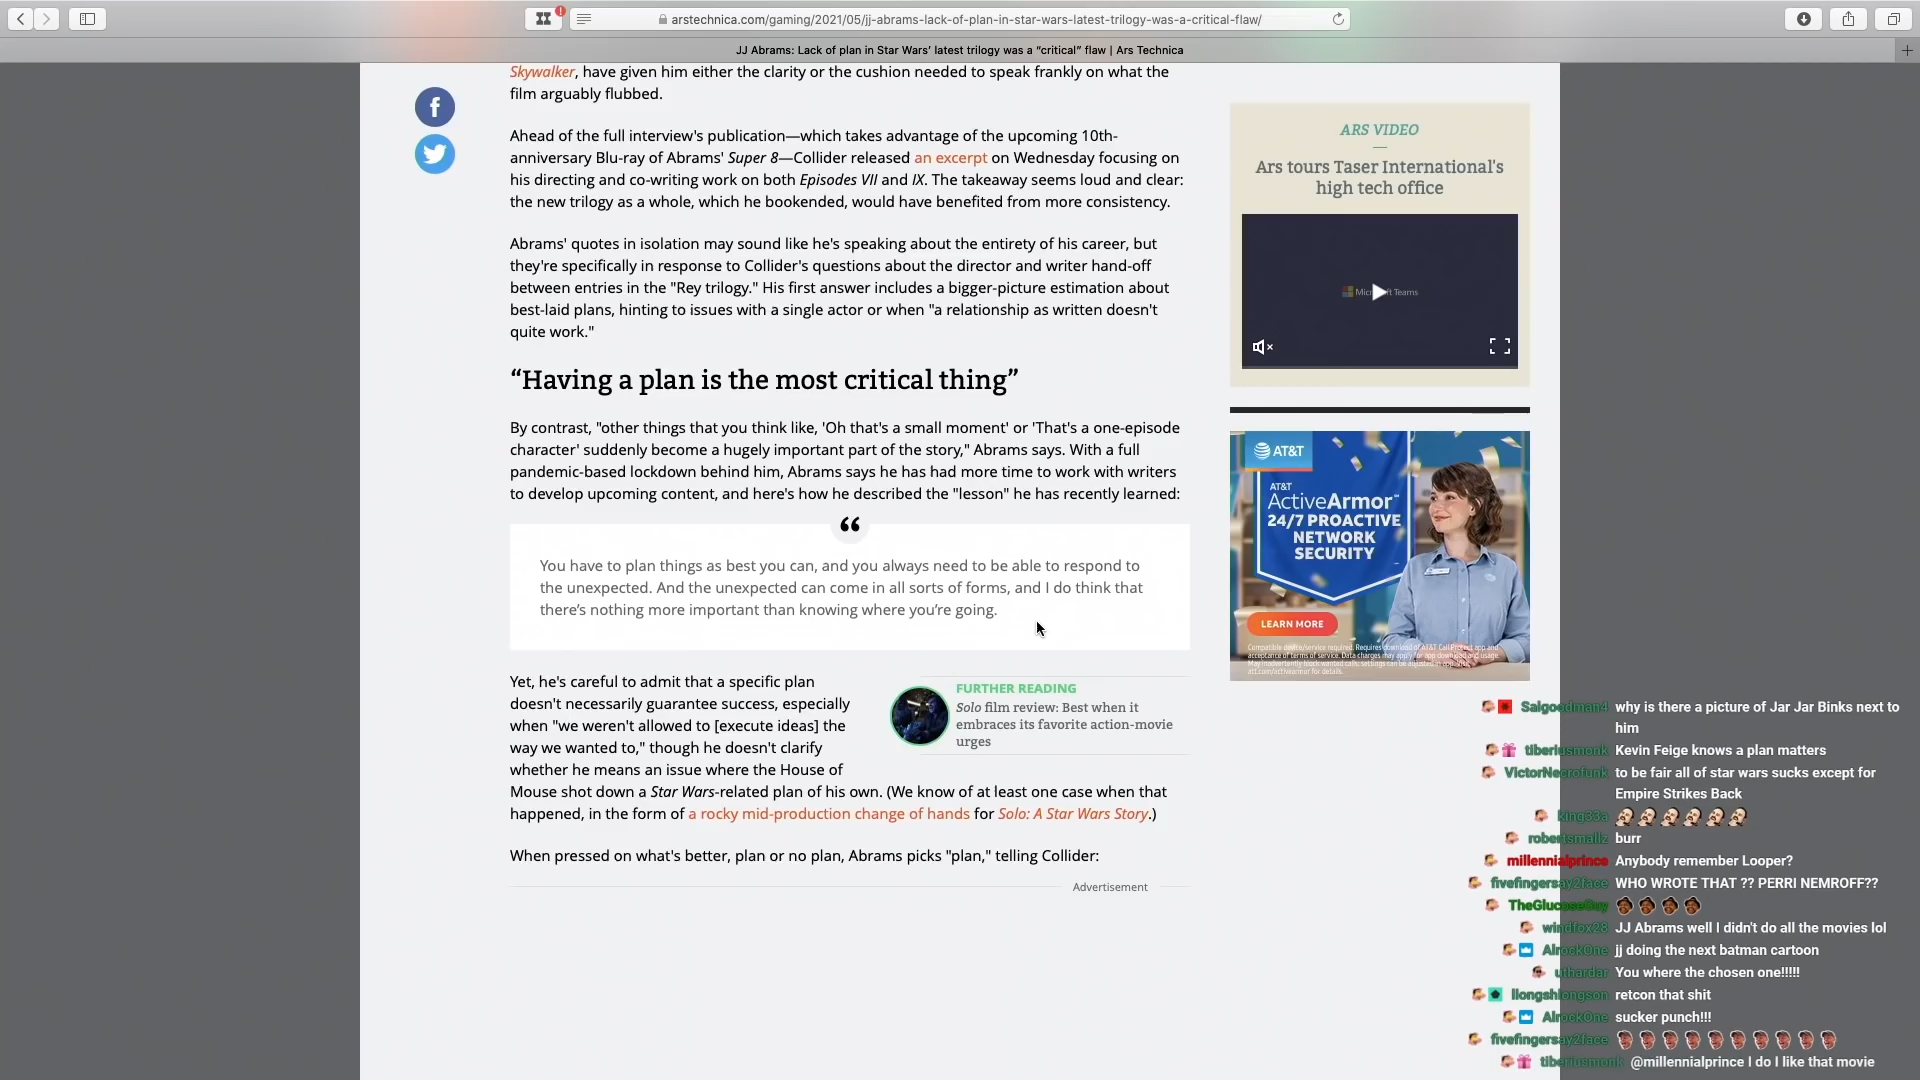 arstechnica.com/gaming/2021/05/jj-abrams-lack-of-plan-in-star-wars-latest-trilogy-was-a-critical-flaw/
JJ Abrams: Lack of plan in Star Wars’ latest trilogy was a “critical” flaw | Ars Technica
Skywalker, have given him either the clarity or the cushion needed to speak frankly on what the
film arguably flubbed.
Ahead of the full interview's publication—which takes advantage of the upcoming 10th-
anniversary Blu-ray of Abrams' Super 8—Collider released an excerpt on Wednesday focusing on
his directing and co-writing work on both Episodes VII and IX. The takeaway seems loud and clear:
the new trilogy as a whole, which he bookended, would have benefited from more consistency.
Abrams' quotes in isolation may sound like he's speaking about the entirety of his career, but
they're specifically in response to Collider's questions about the director and writer hand-off
between entries in the "Rey trilogy." His first answer includes a bigger-picture estimation about
best-laid plans, hinting to issues with a single actor or when "a relationship as written doesn't
quite work."
“Having a plan is the most critical thing”
By contrast, "other things that you think like, 'Oh that's a small moment' or 'That's a one-episode
character' suddenly become a hugely important part of the story," Abrams says. With a full
pandemic-based lockdown behind him, Abrams says he has had more time to work with writers
to develop upcoming content, and here's how he described the "lesson" he has recently learned:
“
You have to plan things as best you can, and you always need to be able to respond to
the unexpected. And the unexpected can come in all sorts of forms, and I do think that
there’s nothing more important than knowing where you’re going.
Yet, he's careful to admit that a specific plan
doesn't necessarily guarantee success, especially
when "we weren't allowed to [execute ideas] the
way we wanted to," though he doesn't clarify
whether he means an issue where the House of
Mouse shot down a Star Wars-related plan of his own. (We know of at least one case when that
happened, in the form of a rocky mid-production change of hands for Solo: A Star Wars Story.)
FURTHER READING
Solo film review: Best when it
embraces its favorite action-movie
urges
When pressed on what's better, plan or no plan, Abrams picks "plan," telling Collider:
Advertisement
ARS VIDEO
Ars tours Taser International's
high tech office
AT&T
AT&T
ActiveArmor
24/7 PROACTIVE
NETWORK
SECURITY
LEARN MORE
Salgoodman4 why is there a picture of Jar Jar Binks next to
him
tiberiusmonk Kevin Feige knows a plan matters
VictorNecrofunk to be fair all of star wars sucks except for
Empire Strikes Back
king33a
robertsmallz burr
millennialprince Anybody remember Looper?
fivefingersay2face WHO WROTE THAT ?? PERRI NEMROFF??
TheGlucoseGuy
windfox28 JJ Abrams well I didn't do all the movies lol
AlrockOne jj doing the next batman cartoon
uthardar You where the chosen one!!!!!
liongshlongson retcon that shit
AlrockOne sucker punch!!!
fivefingersay2face
tiberiusmonk @millennialprince I do I like that movie